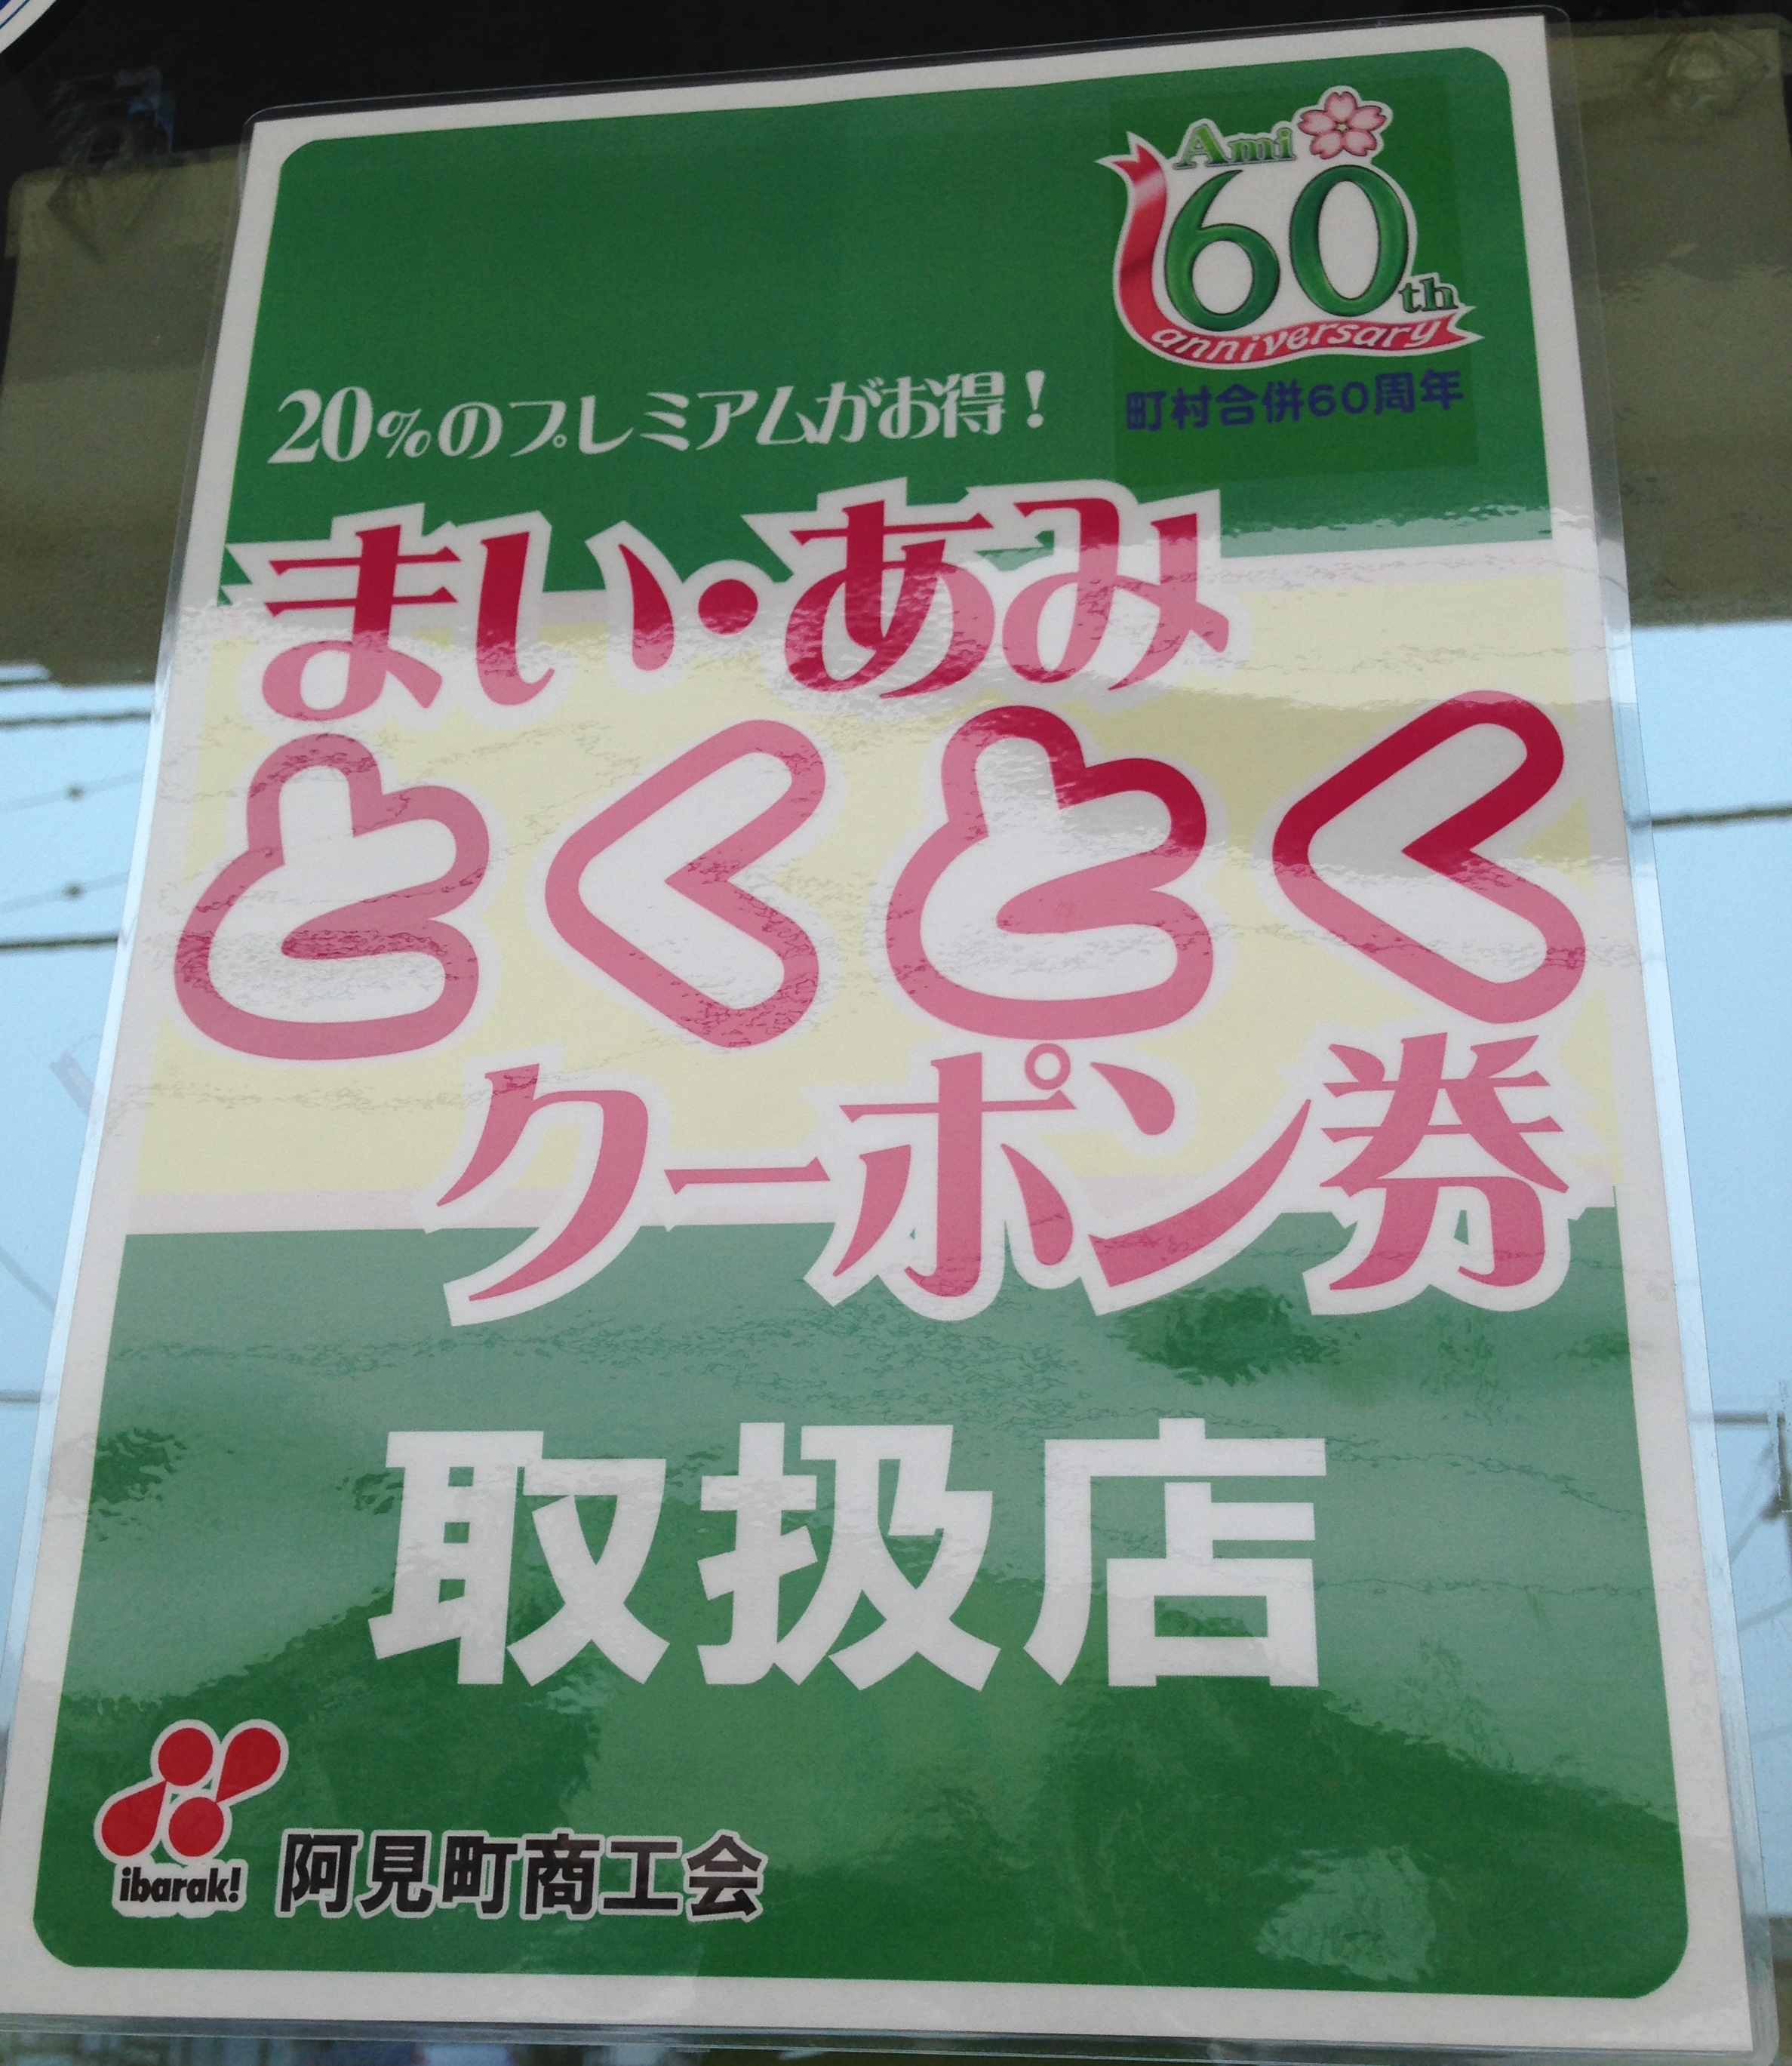 Ami
60th
anniversary
町村合併60周年
20%のプレミアムがお得！
まい・あみ
とくとく
クーポン券
取扱店
ibaraki!
阿見町商工会